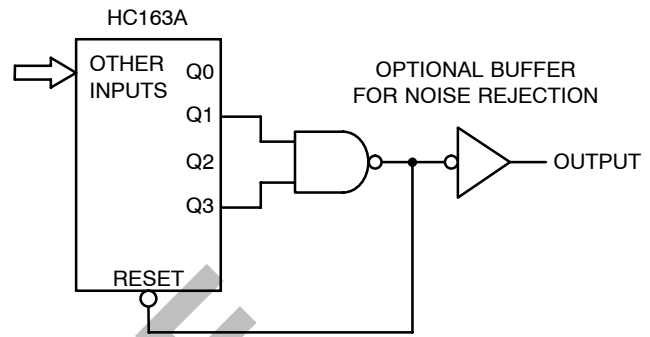 HC163A
OTHER
INPUTS
Q0
Q1
Q2
Q3
RESET
OPTIONAL BUFFER
FOR NOISE REJECTION
OUTPUT